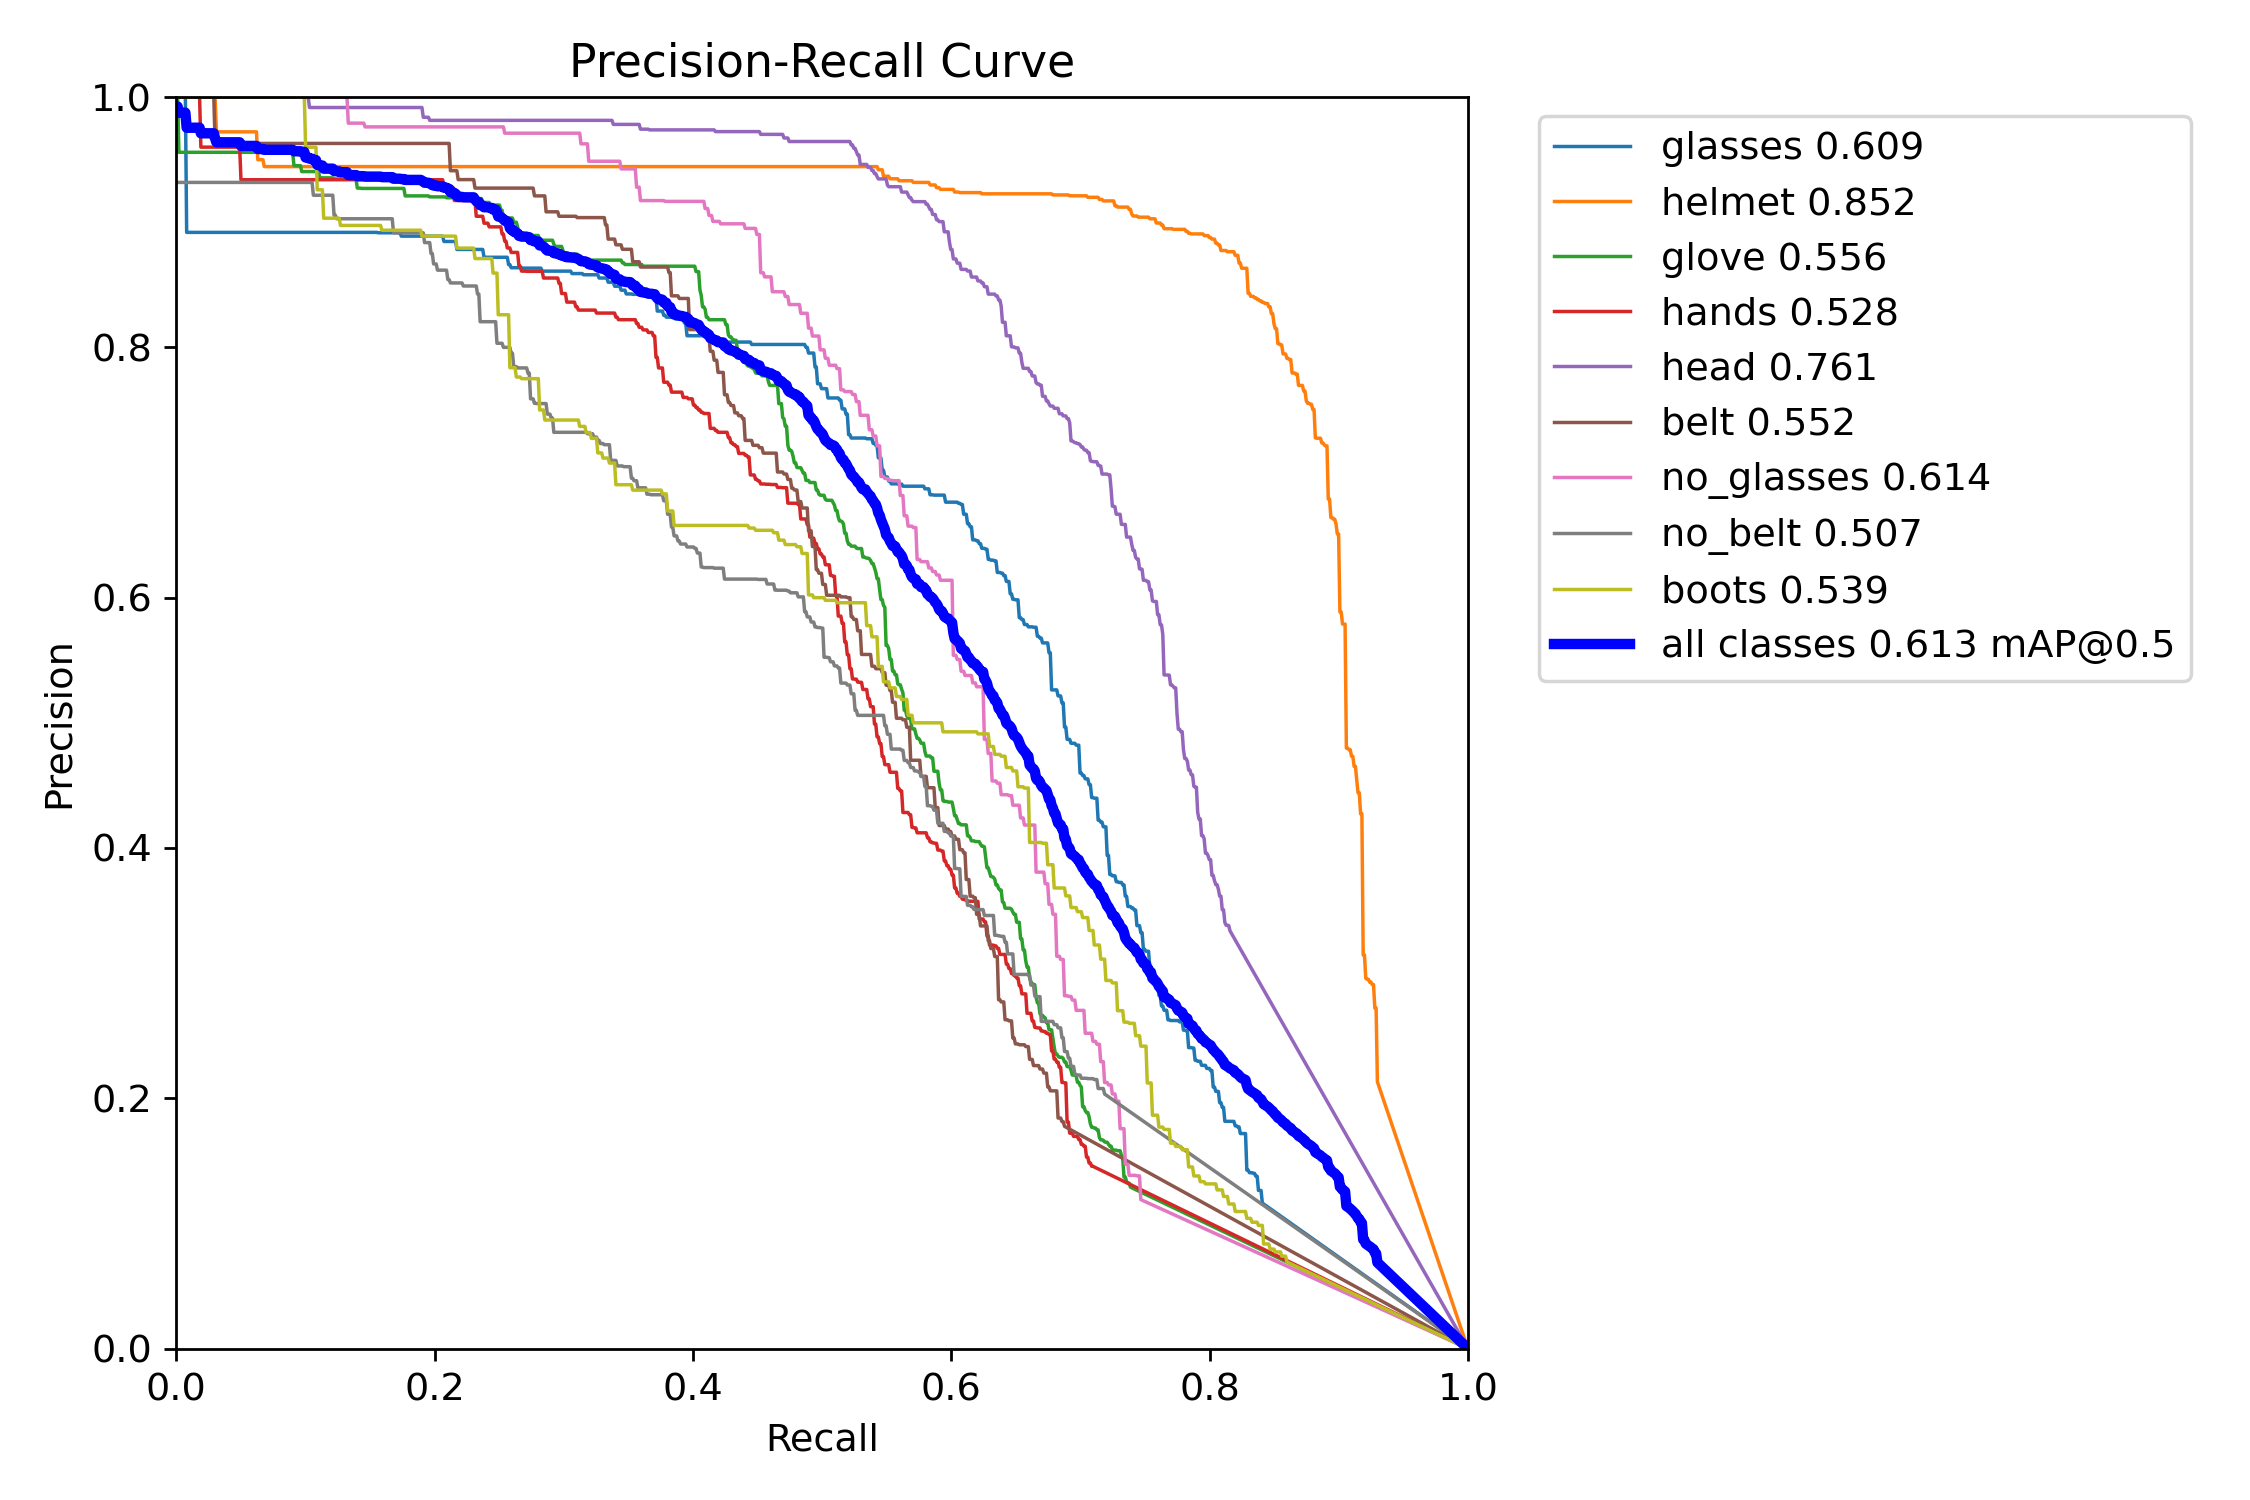 Precision-Recall Curve
1.0
0.8
0.6
0.4
0.2
0.0
Precision
0.0 0.2 0.4 0.6 0.8 1.0
Recall
glasses 0.609
helmet 0.852
glove 0.556
hands 0.528
head 0.761
belt 0.552
no_glasses 0.614
no_belt 0.507
boots 0.539
all classes 0.613 mAP@0.5